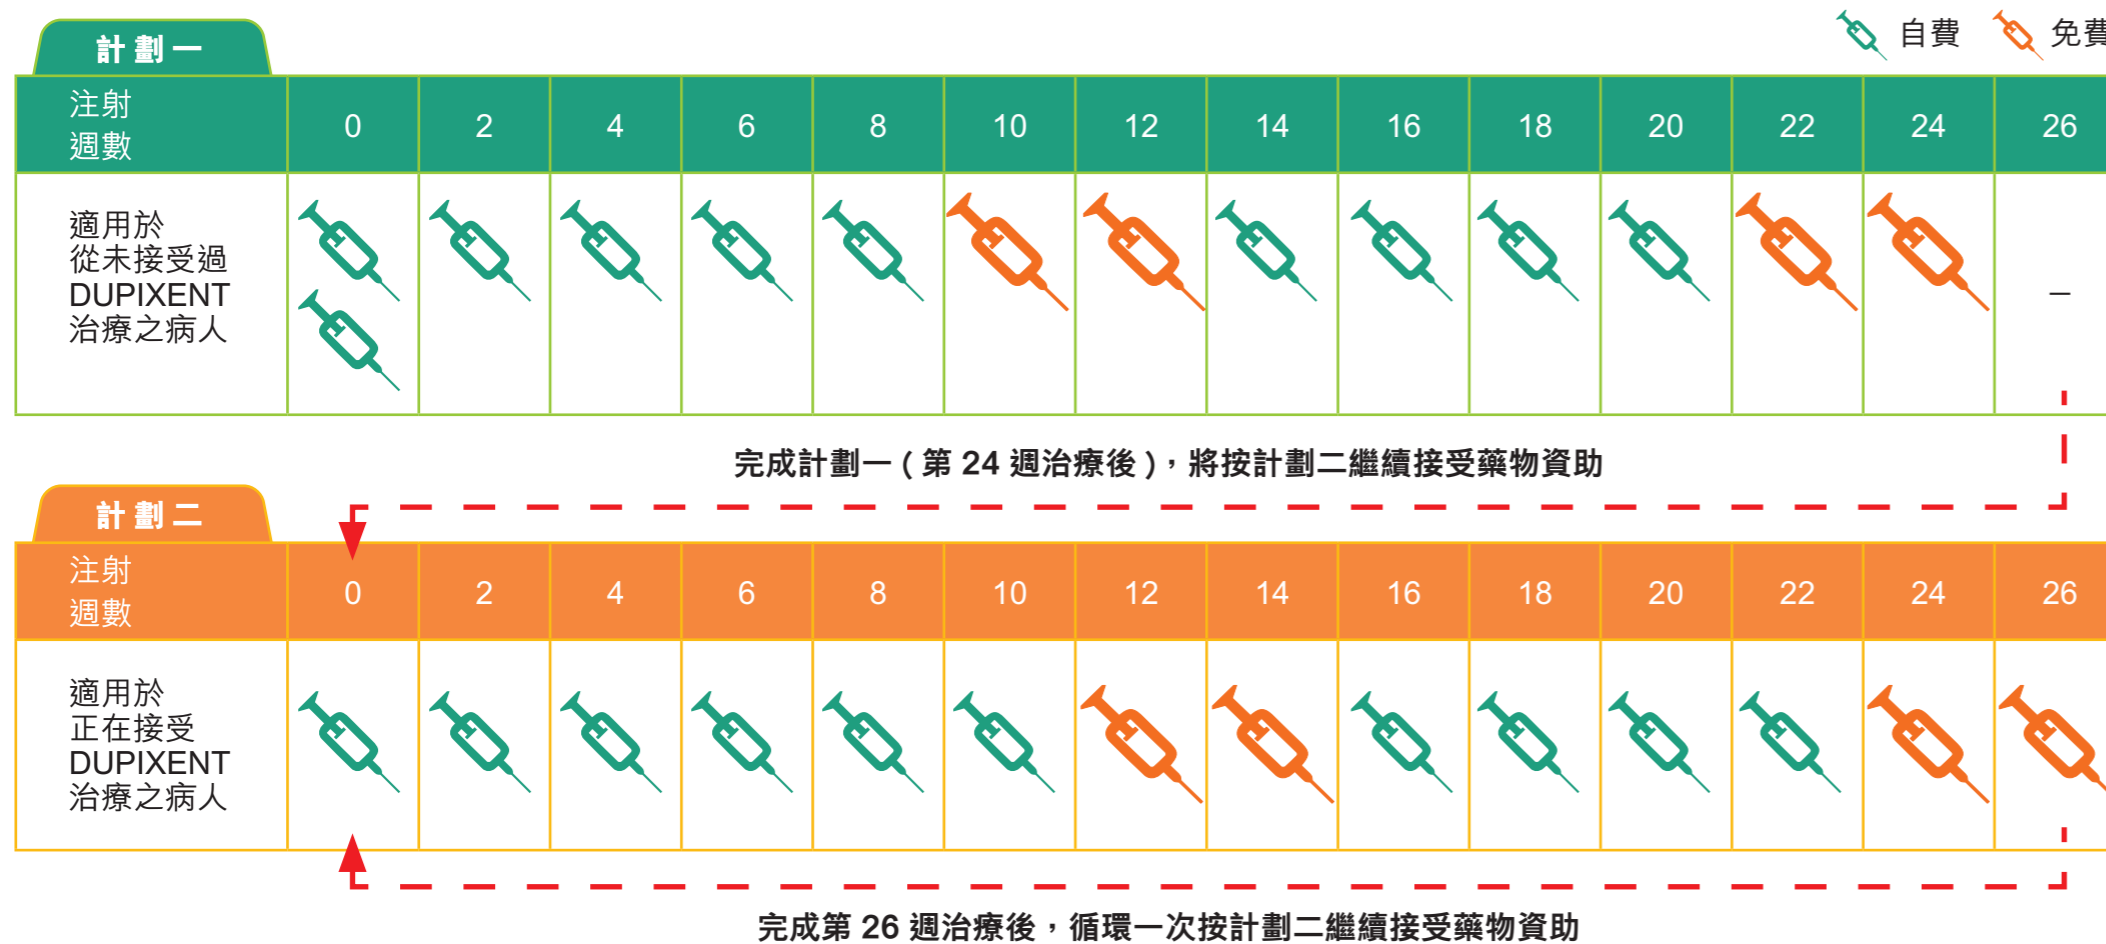 自費 免費
計劃一
注射
週數
0 2 4 6 8 10 12 14 16 18 20 22 24 26
適用於
從未接受過
DUPIXENT
治療之病人
–
完成計劃一 ( 第 24 週治療後 )，將按計劃二繼續接受藥物資助
計劃二
注射
週數
0 2 4 6 8 10 12 14 16 18 20 22 24 26
適用於
正在接受
DUPIXENT
治療之病人
完成第 26 週治療後，循環一次按計劃二繼續接受藥物資助